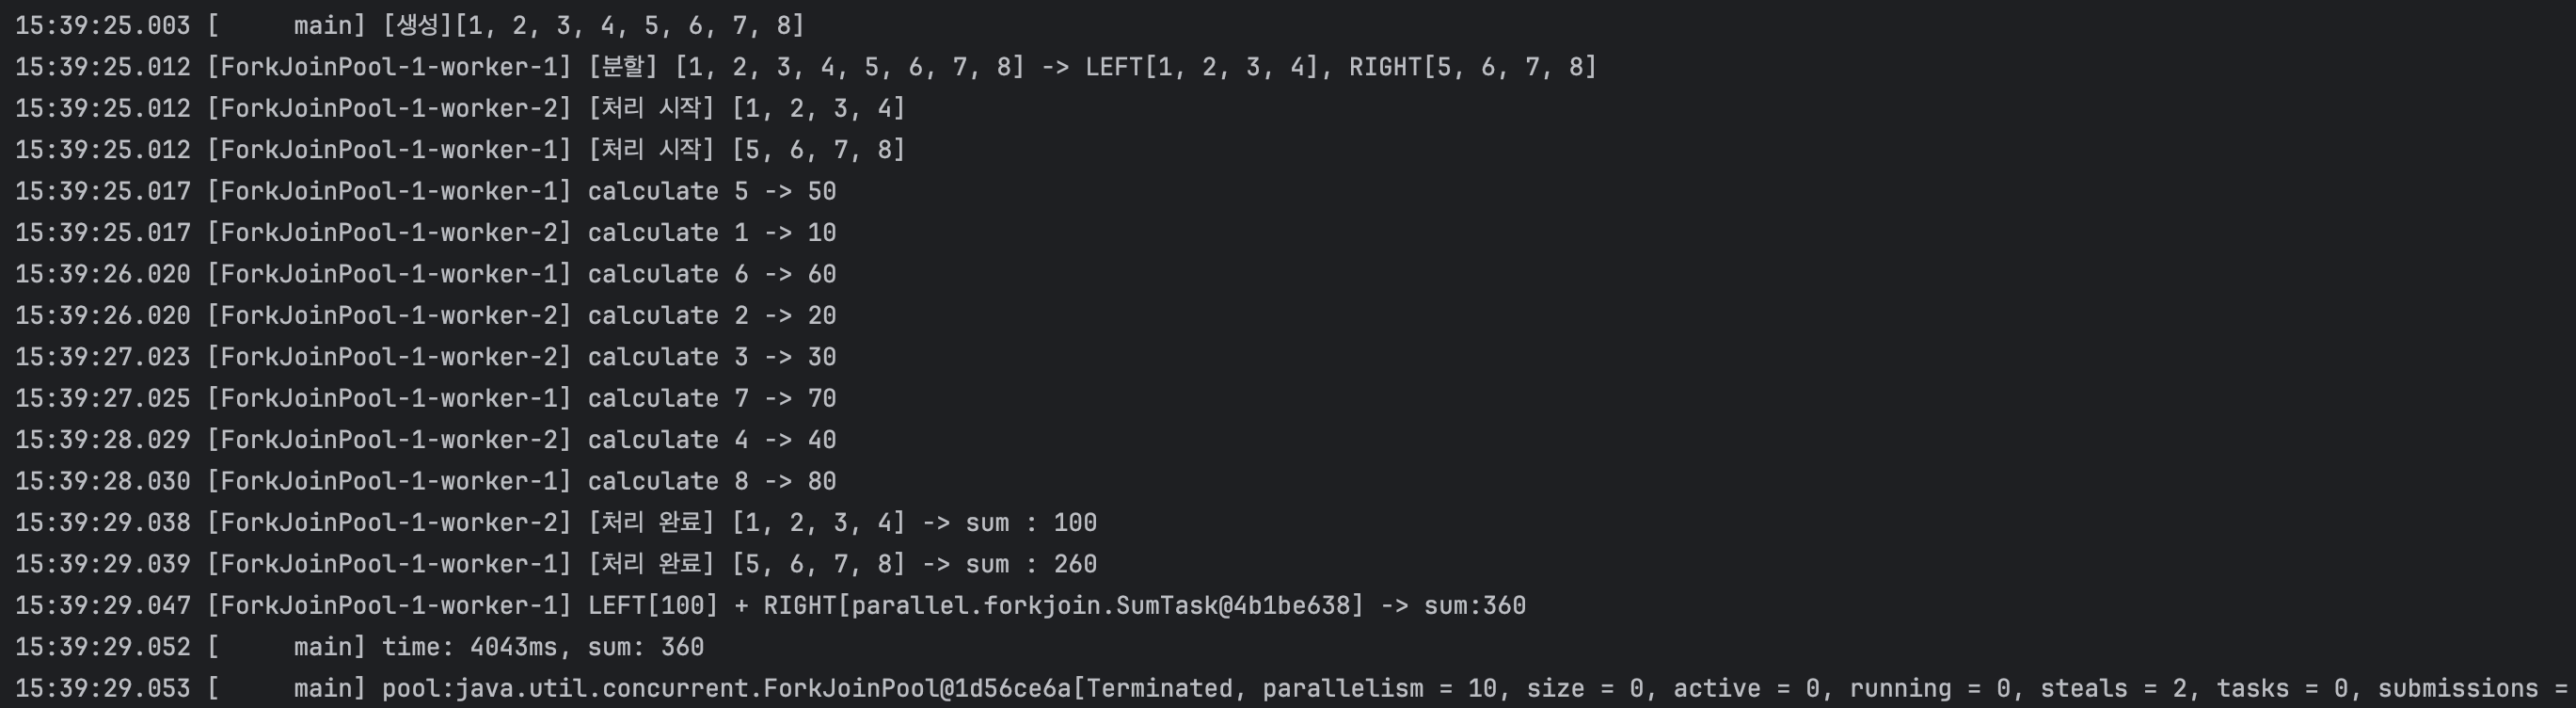 15:39:25.003 [     main] [생성][1, 2, 3, 4, 5, 6, 7, 8]
15:39:25.012 [ForkJoinPool-1-worker-1] [분할] [1, 2, 3, 4, 5, 6, 7, 8] -> LEFT[1, 2, 3, 4], RIGHT[5, 6, 7, 8]
15:39:25.012 [ForkJoinPool-1-worker-2] [처리 시작] [1, 2, 3, 4]
15:39:25.012 [ForkJoinPool-1-worker-1] [처리 시작] [5, 6, 7, 8]
15:39:25.017 [ForkJoinPool-1-worker-1] calculate 5 -> 50
15:39:25.017 [ForkJoinPool-1-worker-2] calculate 1 -> 10
15:39:26.020 [ForkJoinPool-1-worker-1] calculate 6 -> 60
15:39:26.020 [ForkJoinPool-1-worker-2] calculate 2 -> 20
15:39:27.023 [ForkJoinPool-1-worker-2] calculate 3 -> 30
15:39:27.025 [ForkJoinPool-1-worker-1] calculate 7 -> 70
15:39:28.029 [ForkJoinPool-1-worker-2] calculate 4 -> 40
15:39:28.030 [ForkJoinPool-1-worker-1] calculate 8 -> 80
15:39:29.038 [ForkJoinPool-1-worker-2] [처리 완료] [1, 2, 3, 4] -> sum : 100
15:39:29.039 [ForkJoinPool-1-worker-1] [처리 완료] [5, 6, 7, 8] -> sum : 260
15:39:29.047 [ForkJoinPool-1-worker-1] LEFT[100] + RIGHT[parallel.forkjoin.SumTask@4b1be638] -> sum:360
15:39:29.052 [     main] time: 4043ms, sum: 360
15:39:29.053 [     main] pool:java.util.concurrent.ForkJoinPool@1d56ce6a[Terminated, parallelism = 10, size = 0, active = 0, running = 0, steals = 2, tasks = 0, submissions =